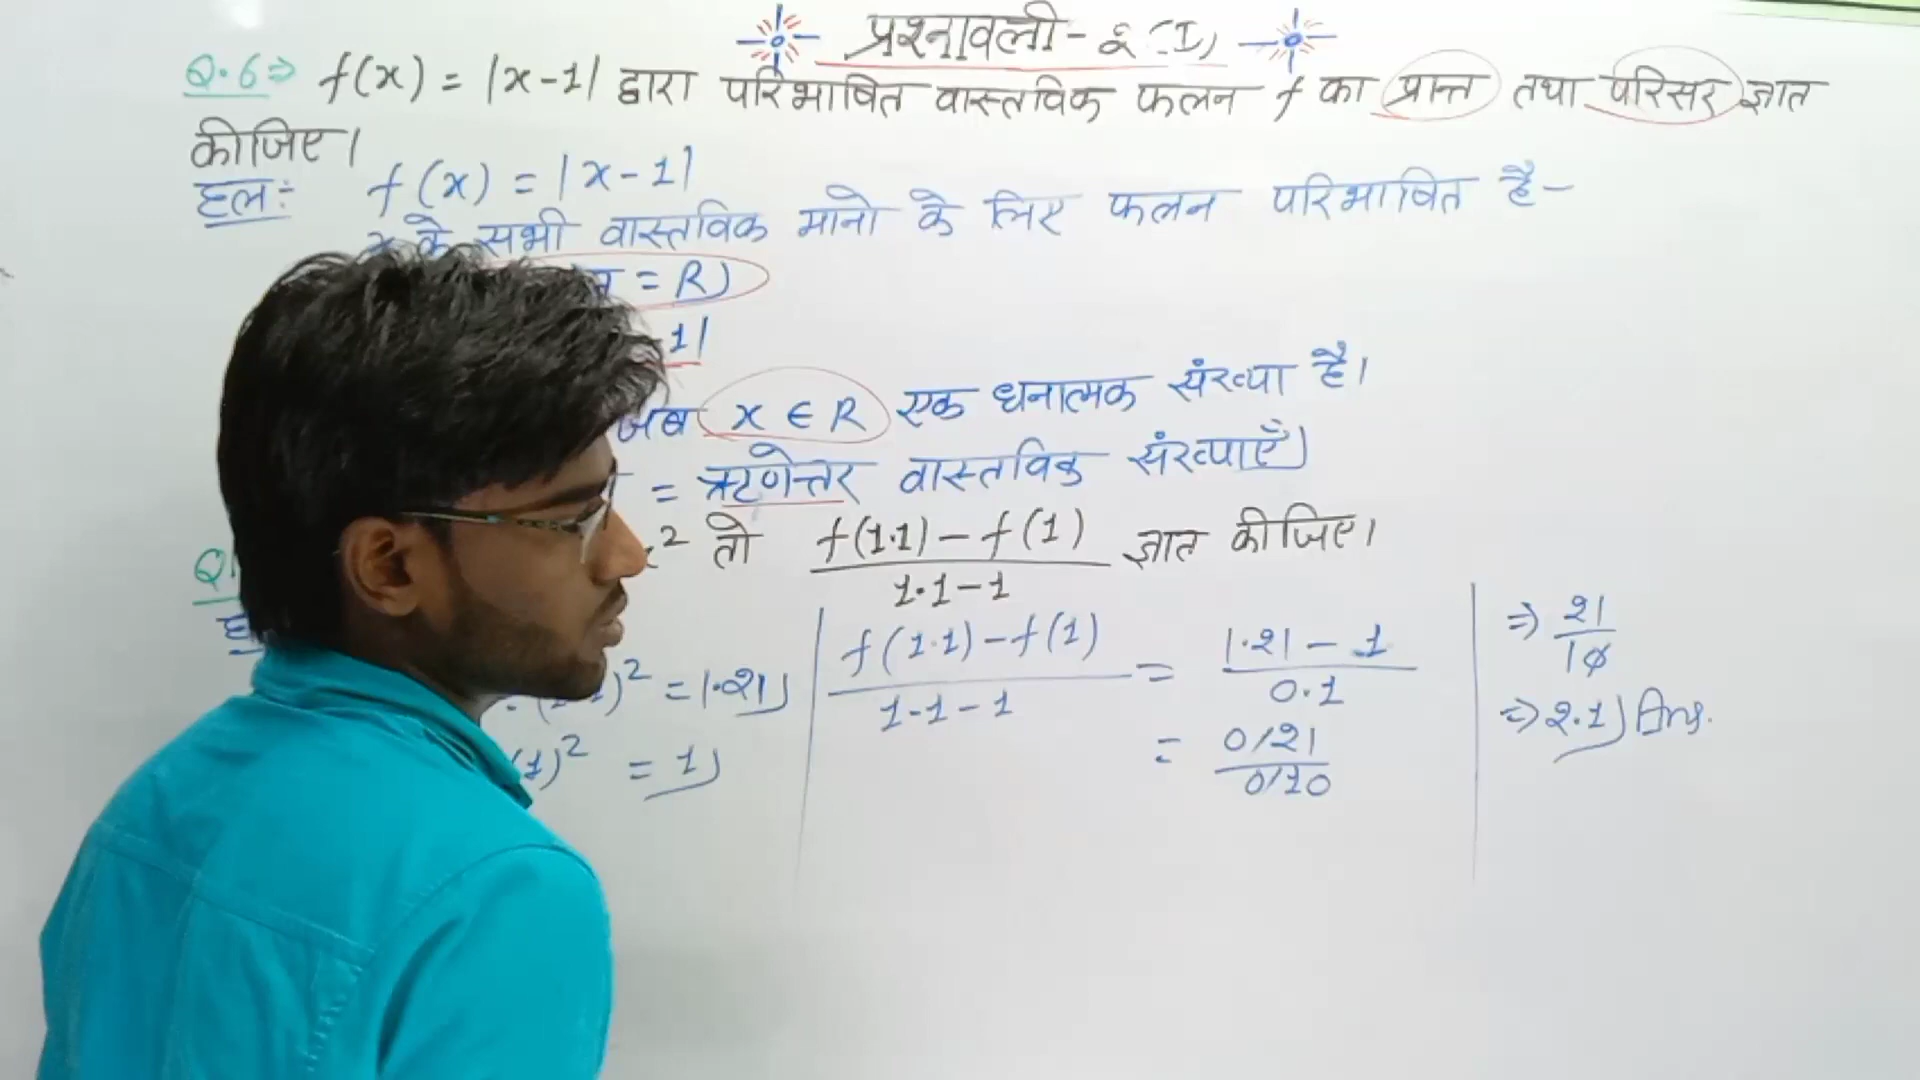 प्रश्नावली - 2 (I)
Q.6⇒ f(x) = |x-1| द्वारा परिभाषित वास्तविक फलन f का प्रान्त तथा परिसर ज्ञात
कीजिए।
हल:- f(x) = |x-1|
x के सभी वास्तविक मानो के लिए फलन परिभाषित है-
= R)
1|
जब x ∈ R एक धनात्मक संख्या है।
= ऋणेत्तर वास्तविक संख्याएँ)
Q x² तो f(1.1) - f(1) / 1.1 - 1 ज्ञात कीजिए।
)² = 1.21
(1)² = 1
f(1.1) - f(1) / 1.1 - 1 = 1.21 - 1 / 0.1
= 0/21 / 0/10
⇒ 21 / 10
⇒ 2.1 Ans.